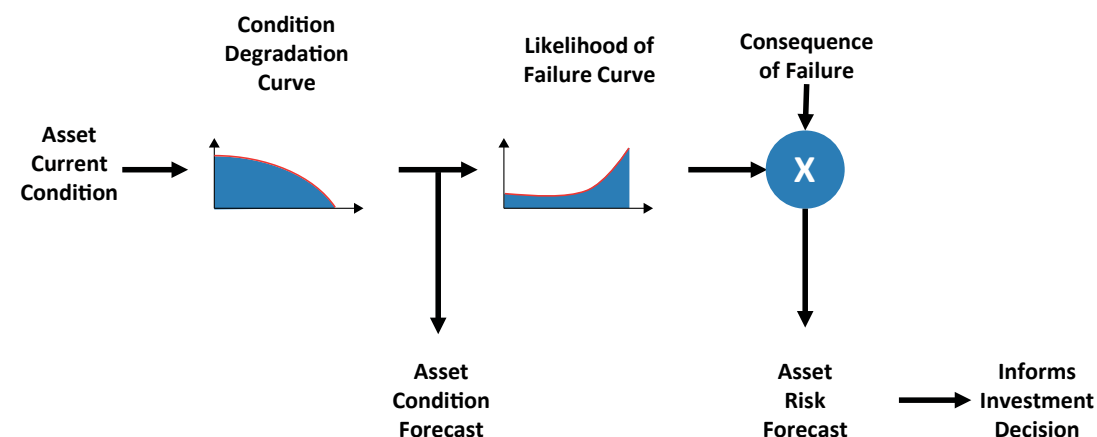 Condition
Degradation
Curve
Likelihood of
Failure Curve
Consequence
of Failure
Asset
Current
Condition
X
Asset
Condition
Forecast
Asset
Risk
Forecast
Informs
Investment
Decision